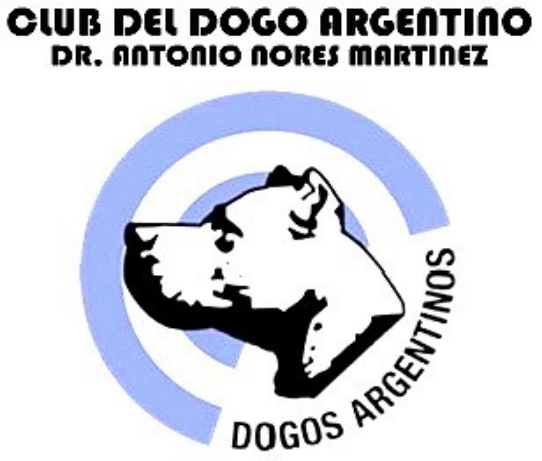 CLUB DEL DOGO ARGENTINO
DR. ANTONIO NORES MARTINEZ
DOGOS ARGENTINOS